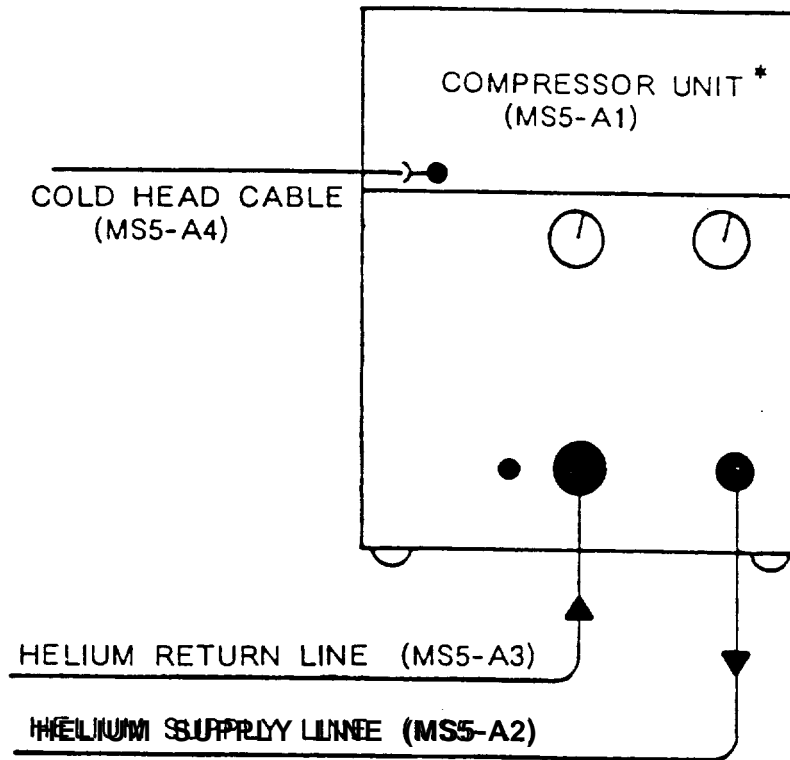 COMPRESSOR UNIT *
(MS5-A1)
COLD HEAD CABLE
(MS5-A4)
HELIUM RETURN LINE (MS5-A3)
HELIUM SUPPLY LINE (MS5-A2)